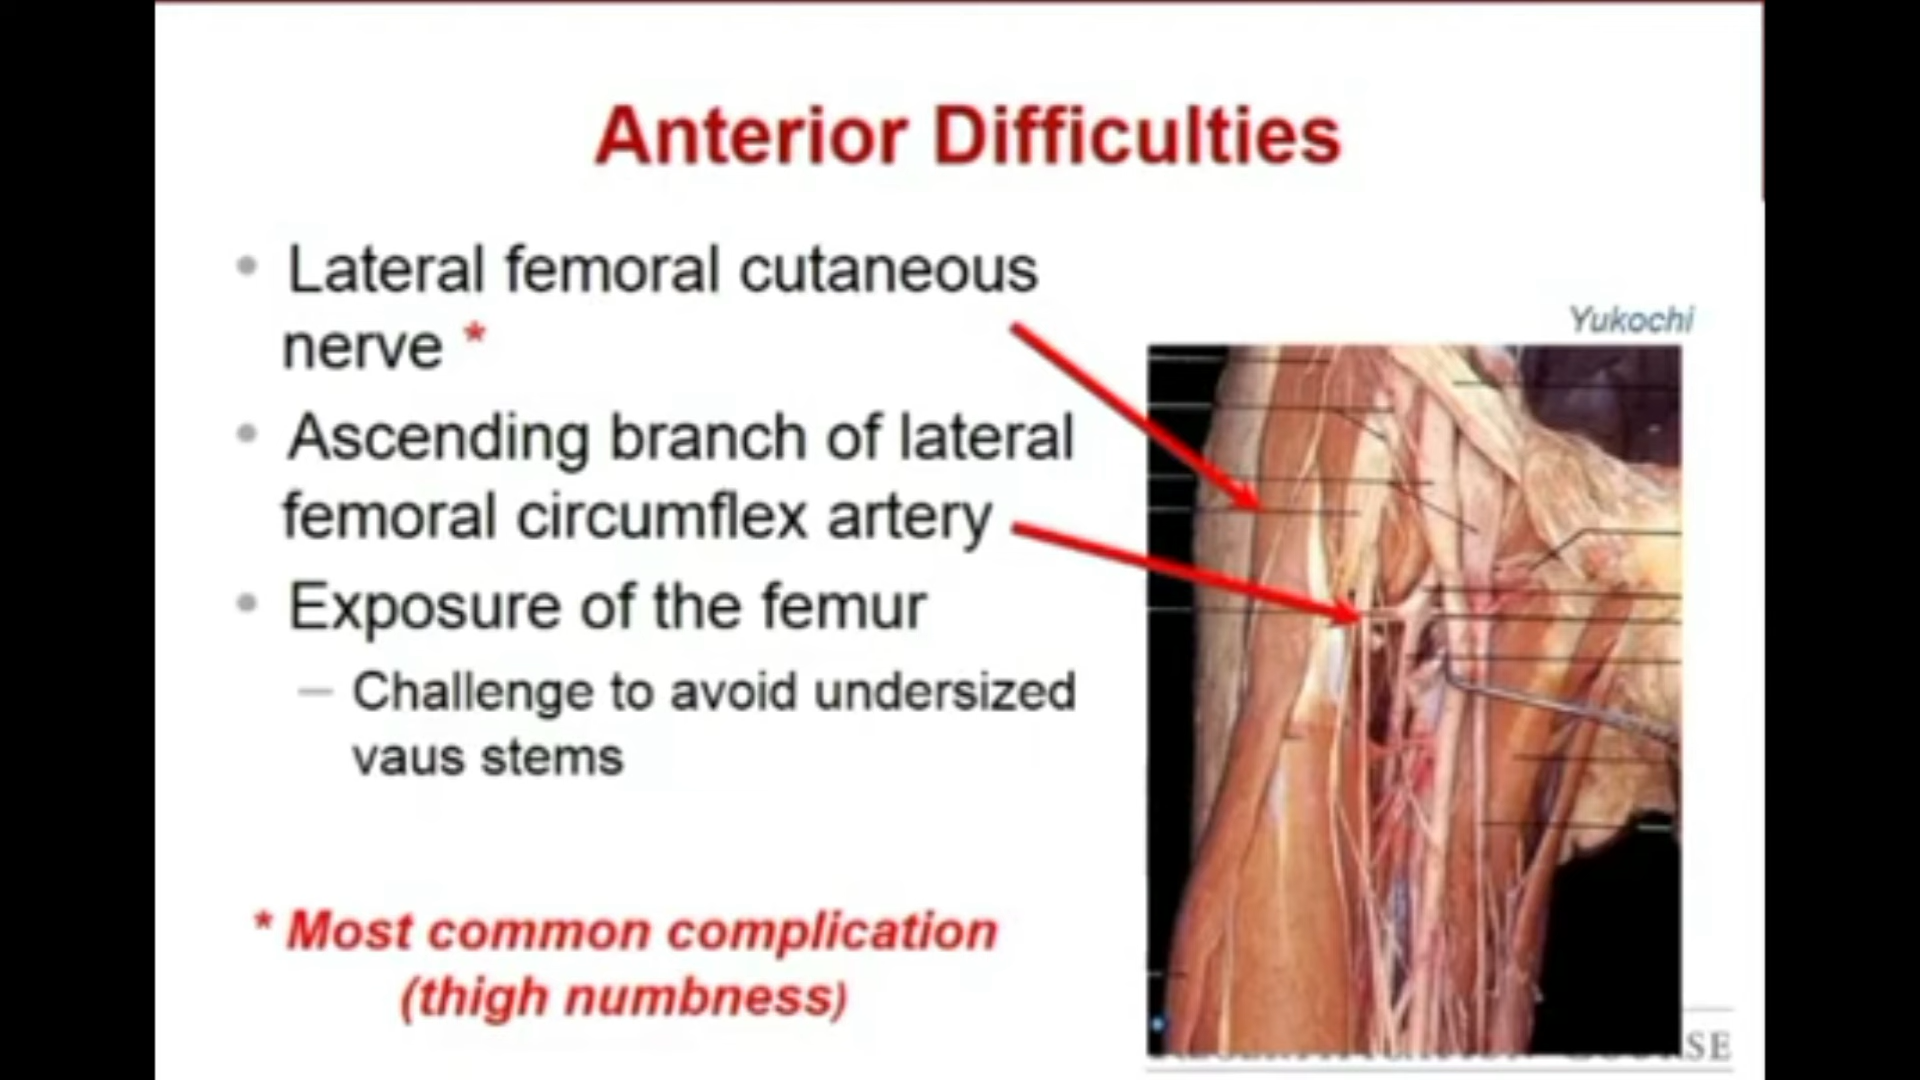 Anterior Difficulties
• Lateral femoral cutaneous
nerve *
• Ascending branch of lateral
femoral circumflex artery
• Exposure of the femur
– Challenge to avoid undersized
vaus stems
* Most common complication
(thigh numbness)
Yukochi